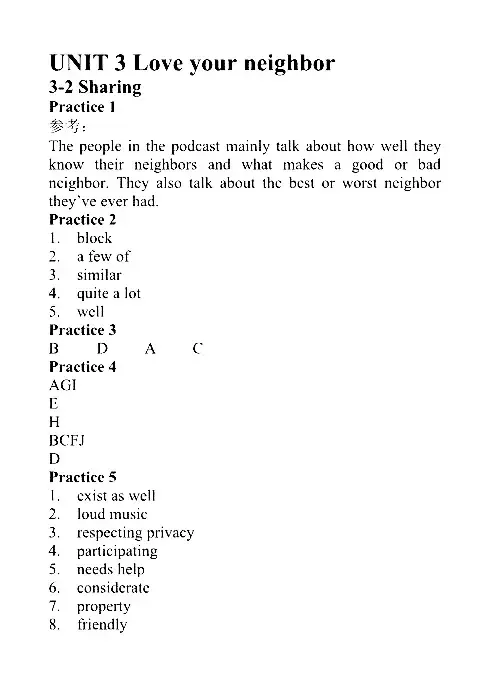 UNIT 3 Love your neighbor
3-2 Sharing
Practice 1
参考：
The people in the podcast mainly talk about how well they
know their neighbors and what makes a good or bad
neighbor. They also talk about the best or worst neighbor
they've ever had.
Practice 2
1. block
2. a few of
3. similar
4. quite a lot
5. well
Practice 3
B D A C
Practice 4
AGI
E
H
BCFJ
D
Practice 5
1. exist as well
2. loud music
3. respecting privacy
4. participating
5. needs help
6. considerate
7. property
8. friendly